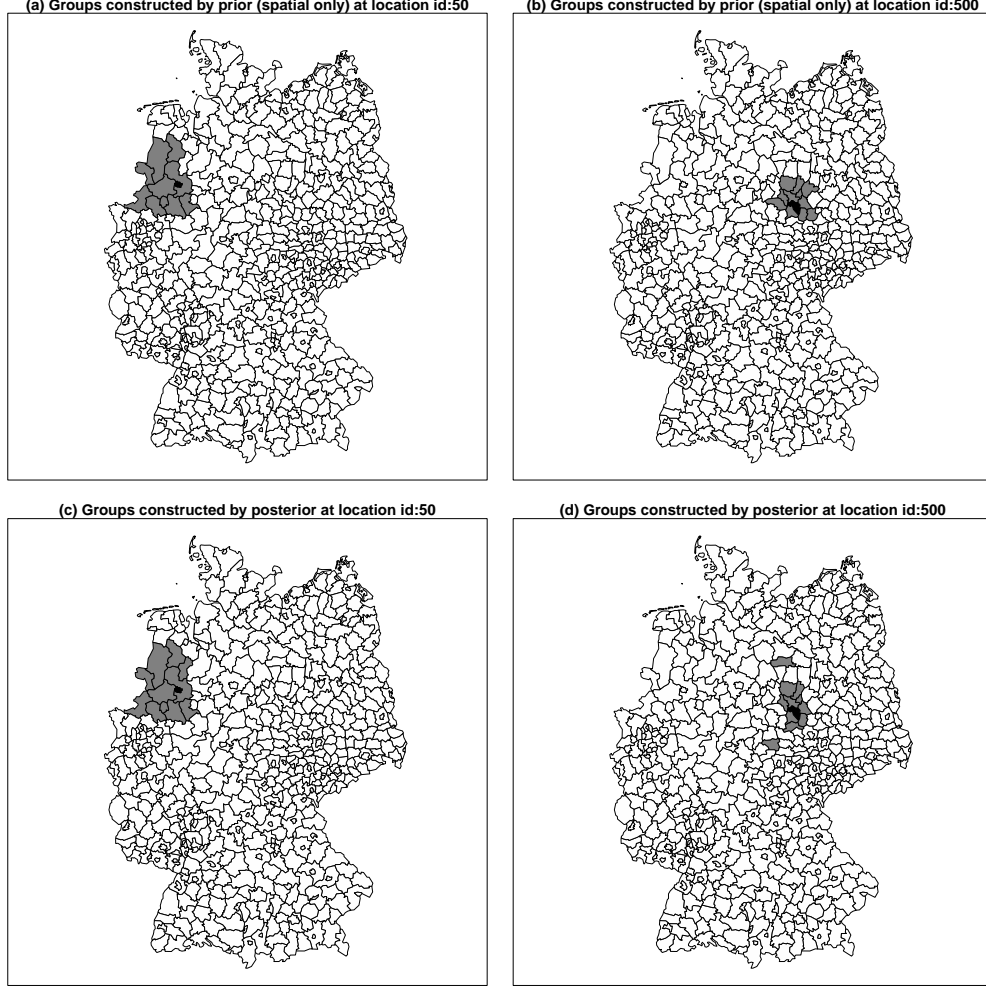 (a) Groups constructed by prior (spatial only) at location id:50
(b) Groups constructed by prior (spatial only) at location id:500
(c) Groups constructed by posterior at location id:50
(d) Groups constructed by posterior at location id:500